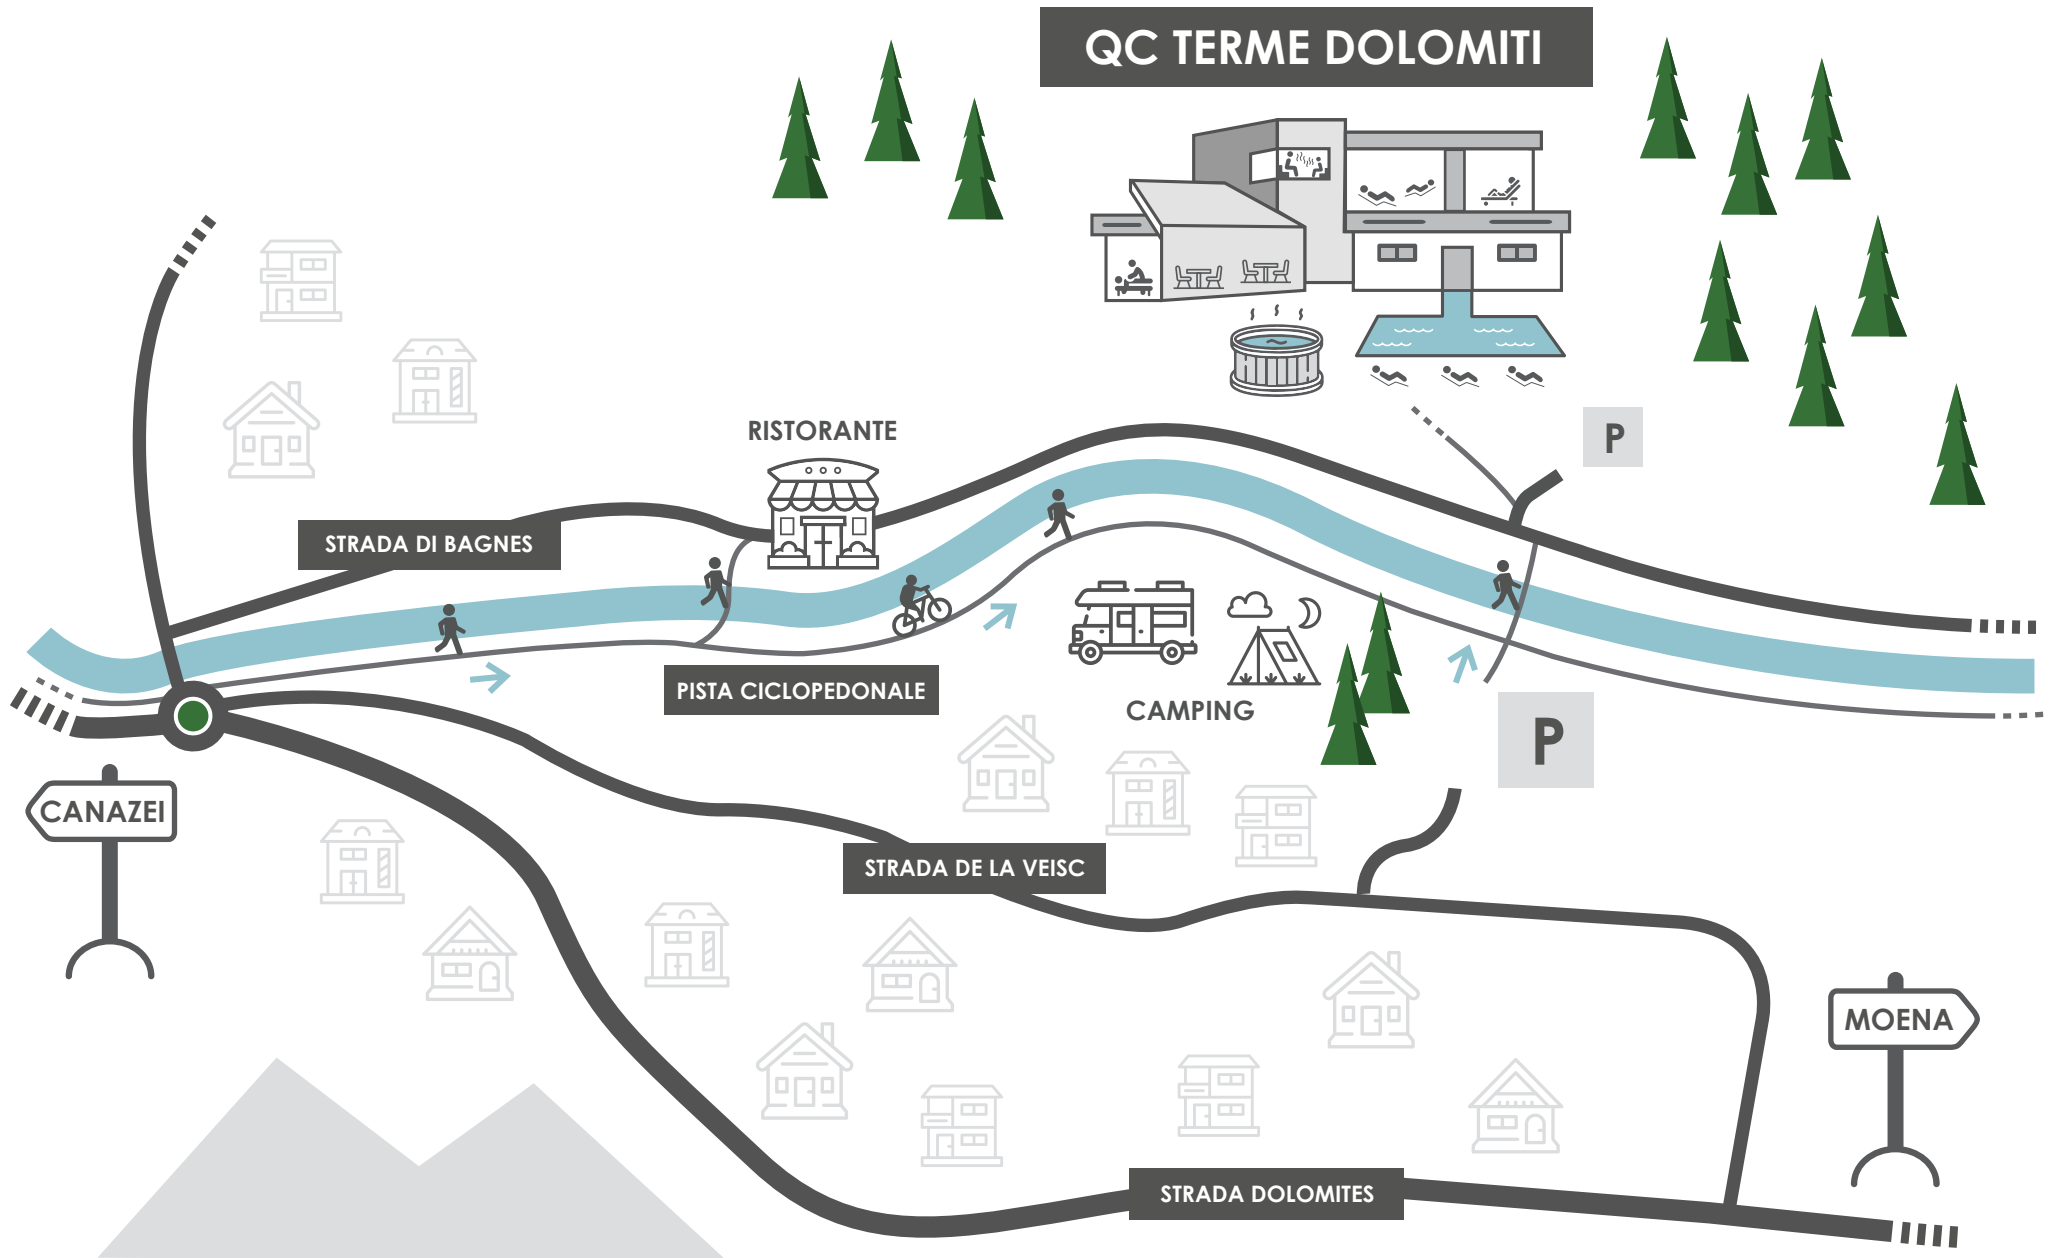 QC TERME DOLOMITI
RISTORANTE
P
STRADA DI BAGNES
PISTA CICLOPEDONALE
CAMPING
P
CANAZEI
STRADA DE LA VEISC
MOENA
STRADA DOLOMITES